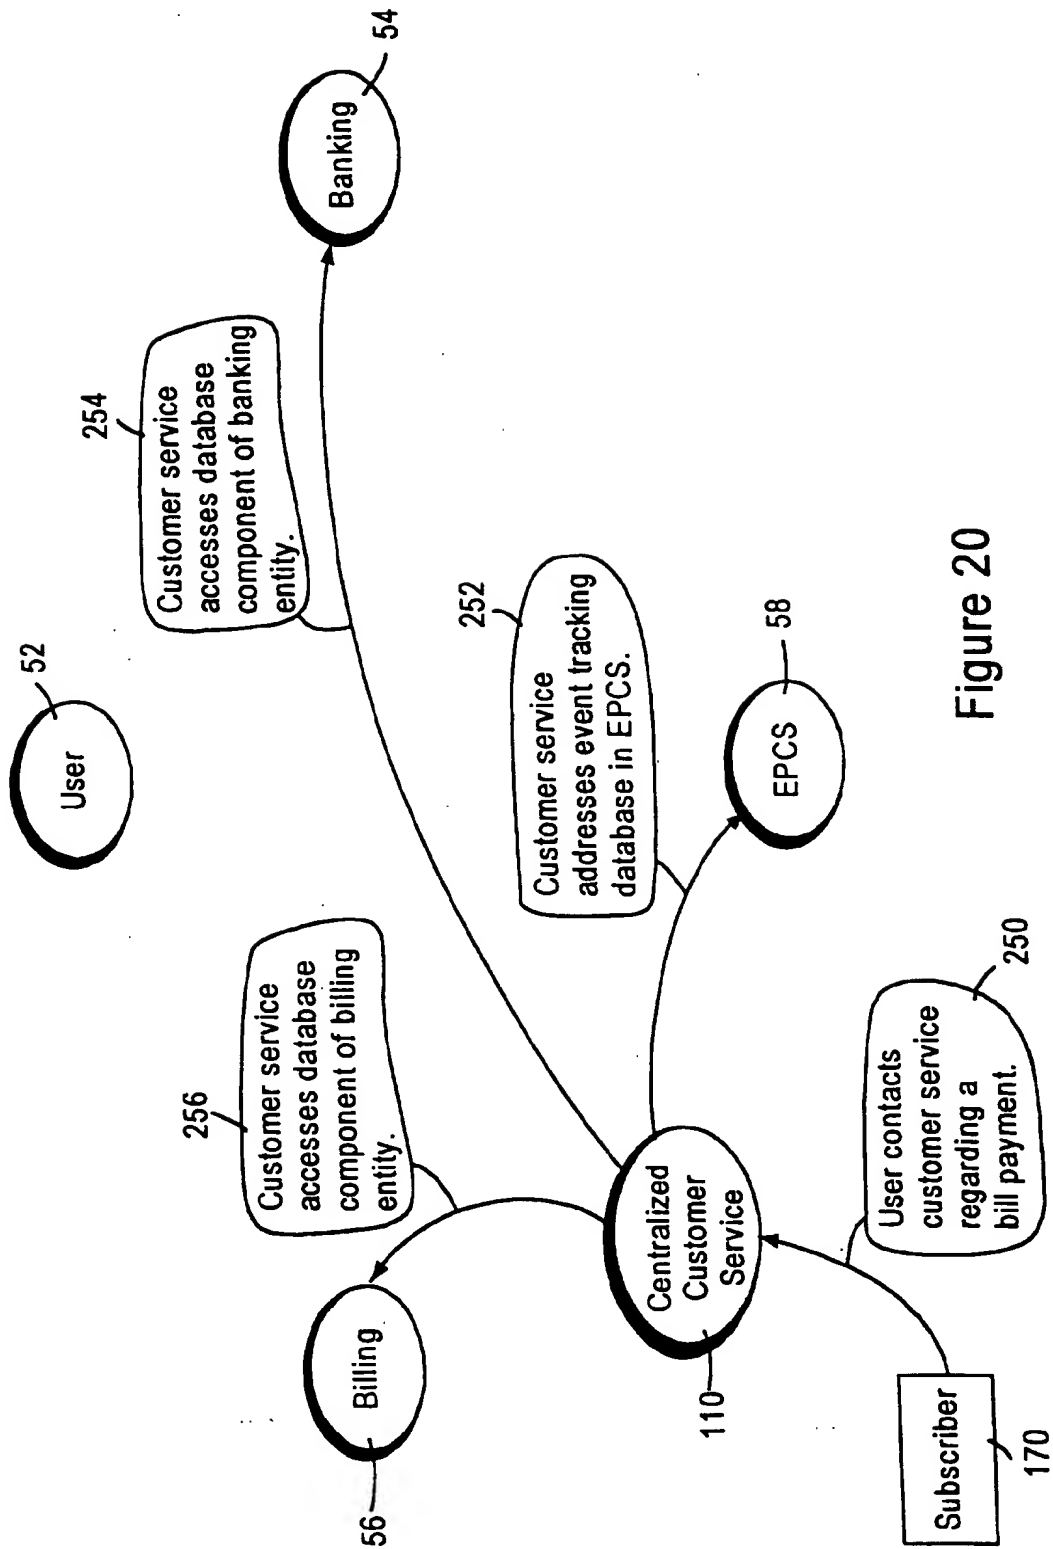 52
User
54
Banking
254
Customer service
accesses database
component of banking
entity.
256
Customer service
accesses database
component of billing
entity.
56
Billing
252
Customer service
addresses event tracking
database in EPCS.
58
EPCS
110
Centralized
Customer
Service
250
User contacts
customer service
regarding a
bill payment.
Subscriber
170
Figure 20